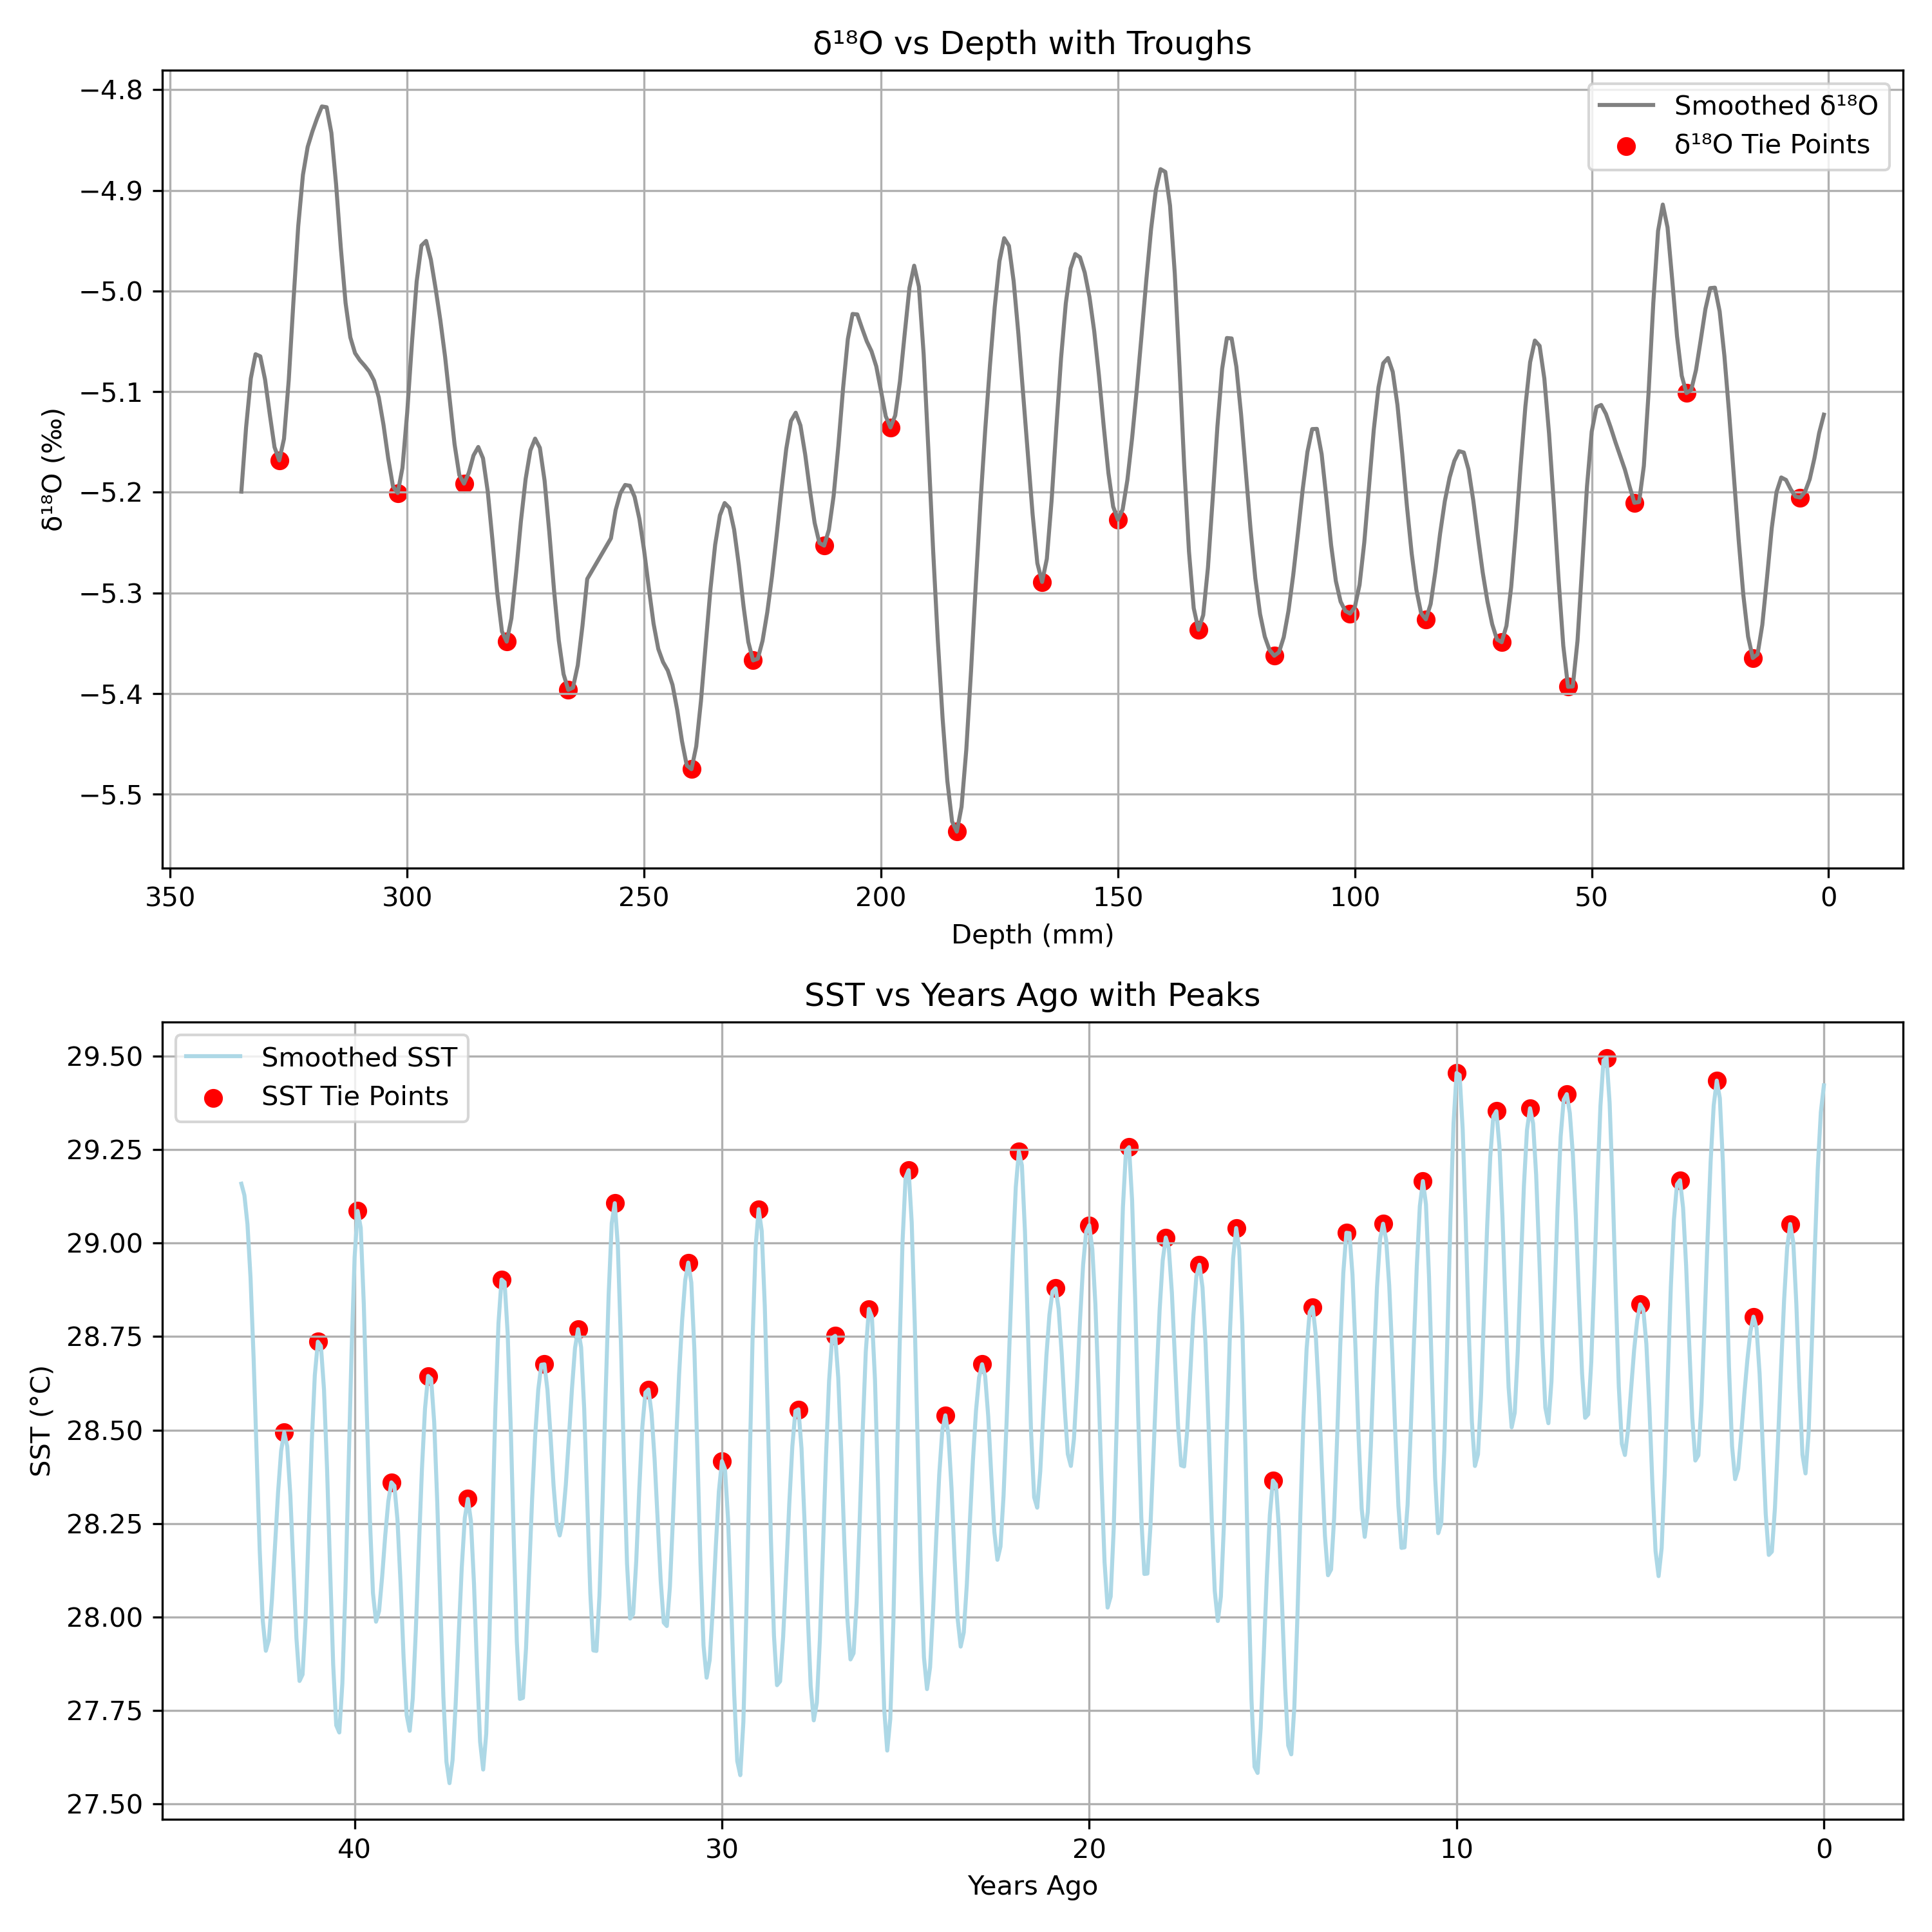 δ¹⁸O vs Depth with Troughs
Smoothed δ¹⁸O
δ¹⁸O Tie Points
−4.8
−4.9
−5.0
−5.1
−5.2
−5.3
−5.4
−5.5
δ¹⁸O (‰)
350 300 250 200 150 100 50 0
Depth (mm)
SST vs Years Ago with Peaks
Smoothed SST
SST Tie Points
29.50
29.25
29.00
28.75
28.50
28.25
28.00
27.75
27.50
SST (°C)
40 30 20 10 0
Years Ago